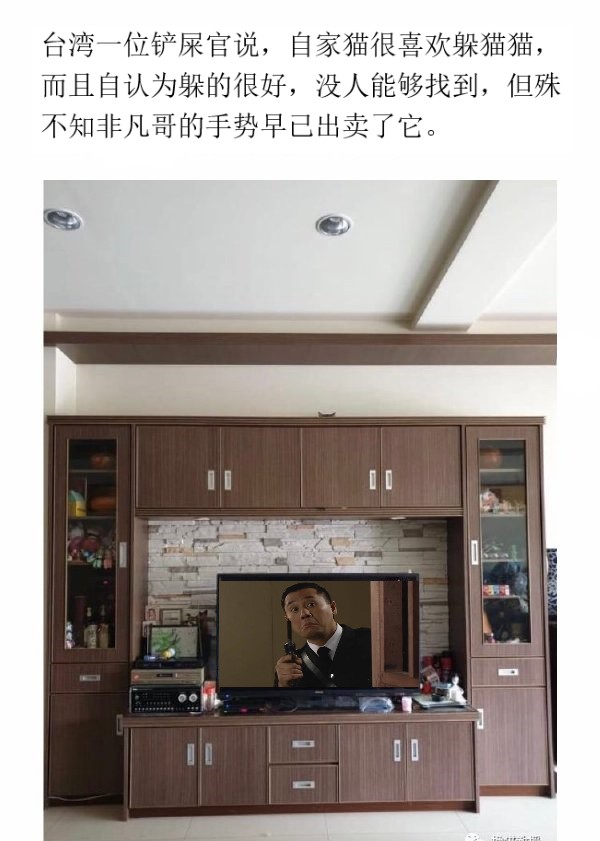 台湾一位铲屎官说，自家猫很喜欢躲猫猫，
而且自认为躲的很好，没人能够找到，但殊
不知非凡哥的手势早已出卖了它。